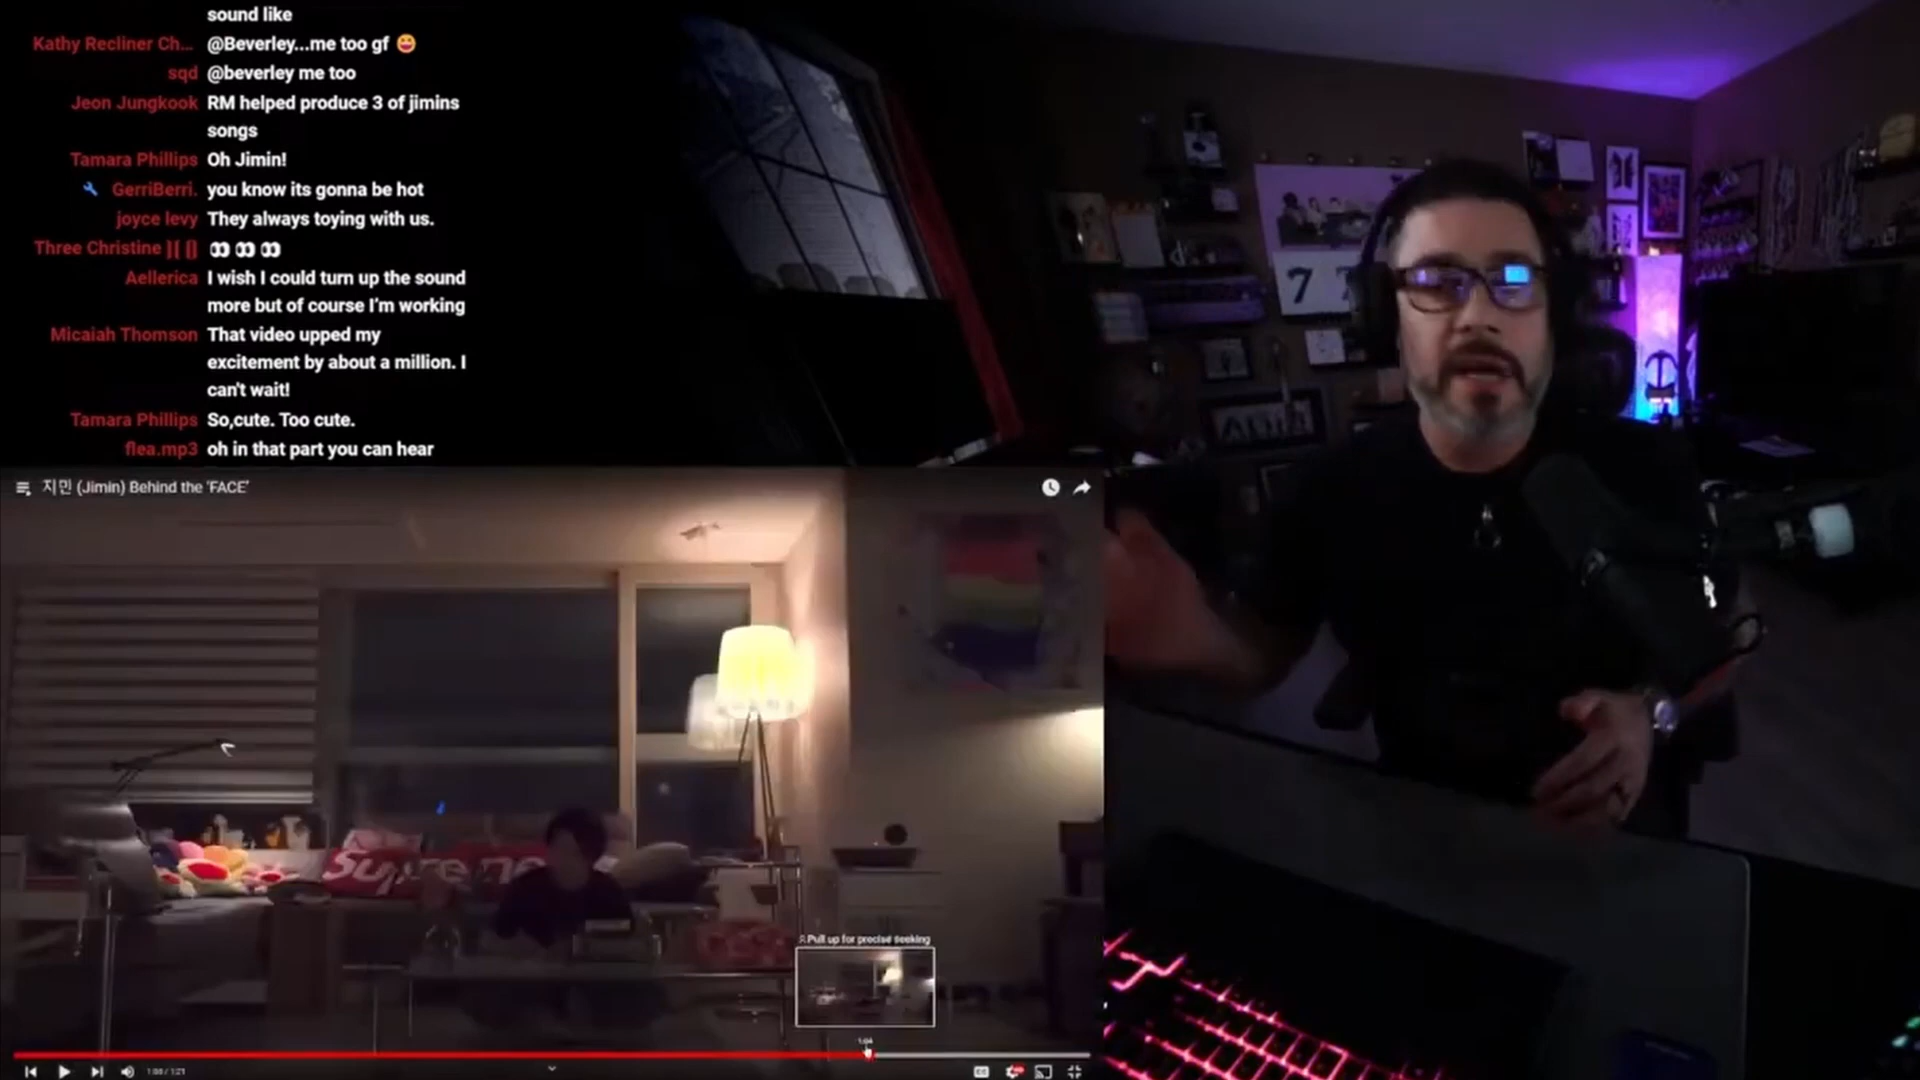 sound like
Kathy Recliner Ch... @Beverley...me too gf 😄
sqd @beverley me too
Jeon Jungkook RM helped produce 3 of jimins
songs
Tamara Phillips Oh Jimin!
GerriBerri. you know its gonna be hot
joyce levy They always toying with us.
Three Christine ][ [] 👀 👀 👀
Aellerica I wish I could turn up the sound
more but of course I'm working
Micaiah Thomson That video upped my
excitement by about a million. I
can't wait!
Tamara Phillips So,cute. Too cute.
flea.mp3 oh in that part you can hear
지민 (Jimin) Behind the 'FACE'
7
Supreme
Pull up for precise seeking
1:04